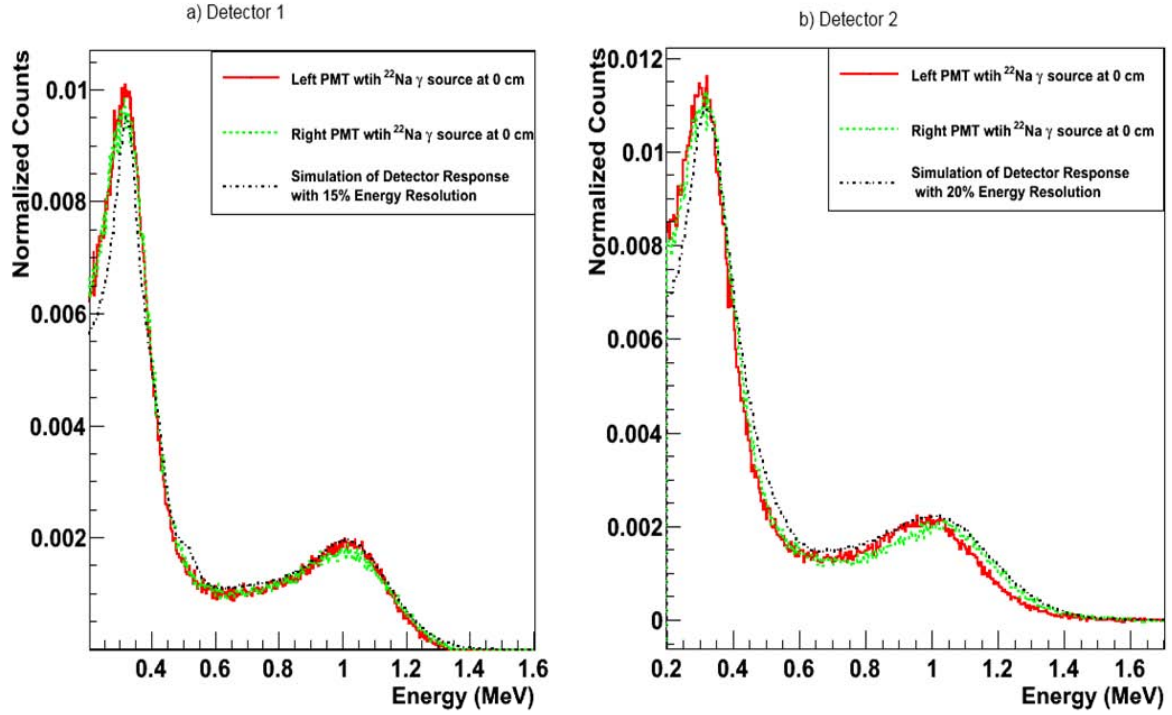 a) Detector 1
Normalized Counts
0.01
0.008
0.006
0.004
0.002
Left PMT wtih ²²Na γ source at 0 cm
Right PMT wtih ²²Na γ source at 0 cm
Simulation of Detector Response
with 15% Energy Resolution
0.4 0.6 0.8 1 1.2 1.4 1.6
Energy (MeV)
b) Detector 2
Normalized Counts
0.012
0.01
0.008
0.006
0.004
0.002
0
Left PMT wtih ²²Na γ source at 0 cm
Right PMT wtih ²²Na γ source at 0 cm
Simulation of Detector Response
with 20% Energy Resolution
0.2 0.4 0.6 0.8 1 1.2 1.4 1.6
Energy (MeV)